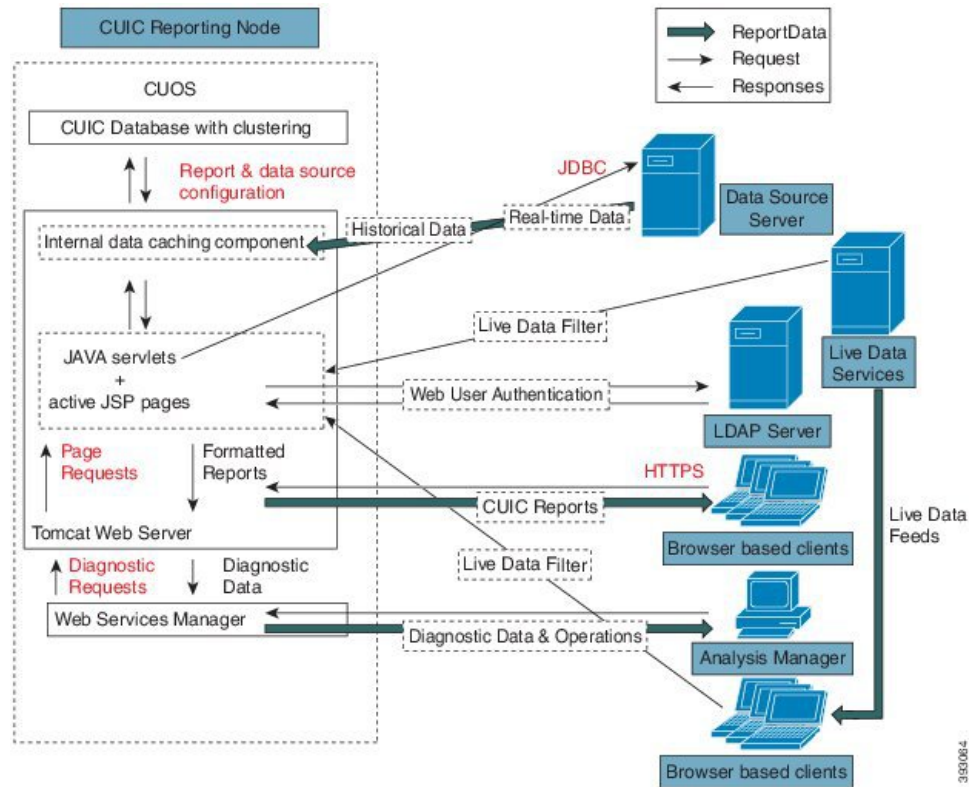 CUIC Reporting Node
ReportData
Request
Responses
CUOS
CUIC Database with clustering
Report & data source
configuration
JDBC
Data Source
Server
Real-time Data
Historical Data
Internal data caching component
Live Data Filter
Live Data
Services
JAVA servlets
+
active JSP pages
Web User Authentication
LDAP Server
Page
Requests
Formatted
Reports
HTTPS
CUIC Reports
Tomcat Web Server
Browser based clients
Live Data
Feeds
Diagnostic
Requests
Diagnostic
Data
Live Data Filter
Web Services Manager
Diagnostic Data & Operations
Analysis Manager
Browser based clients
393064